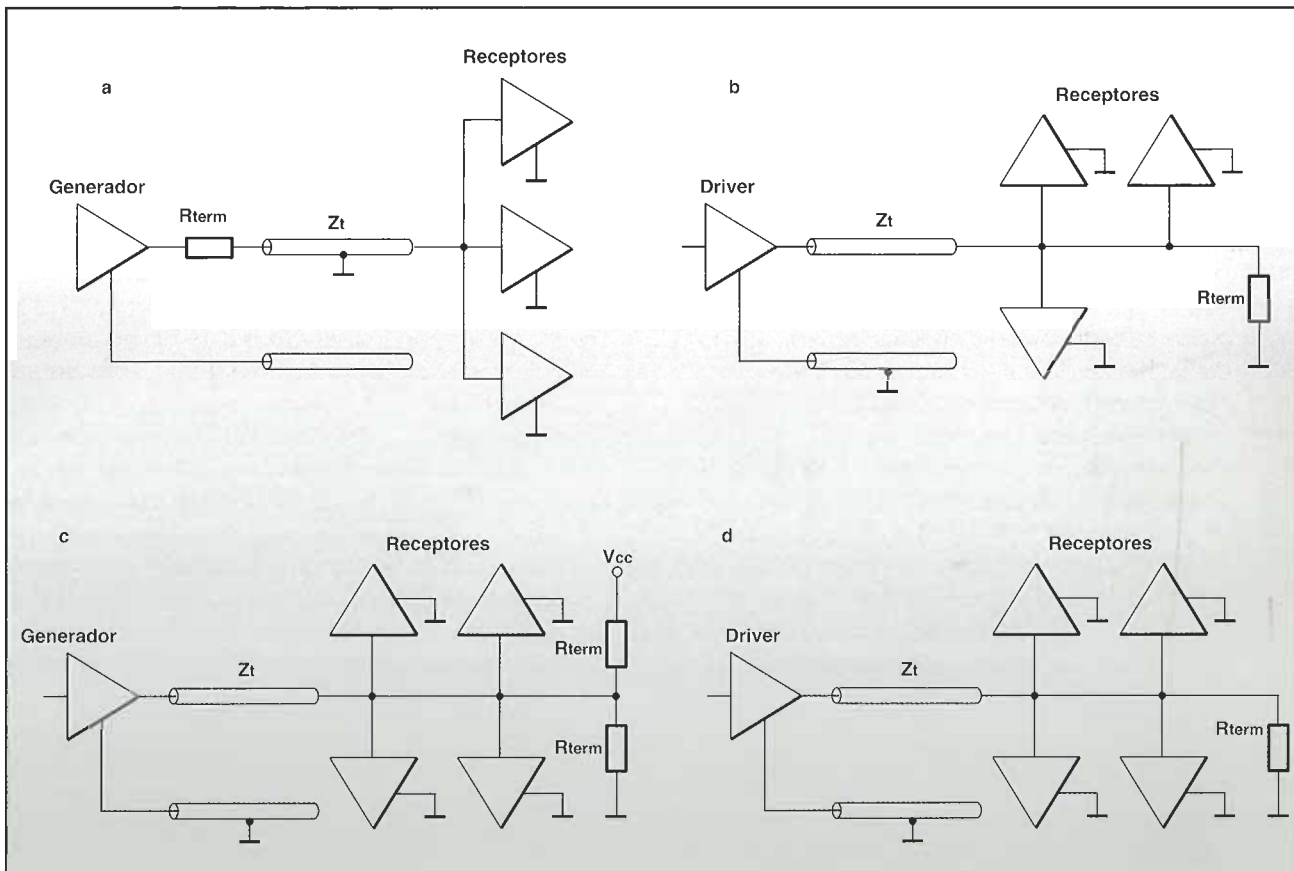 a
Receptores
Generador
Rterm
Zt
b
Receptores
Driver
Zt
Rterm
c
Receptores
Vcc
Generador
Zt
Rterm
Rterm
d
Receptores
Driver
Zt
Rterm